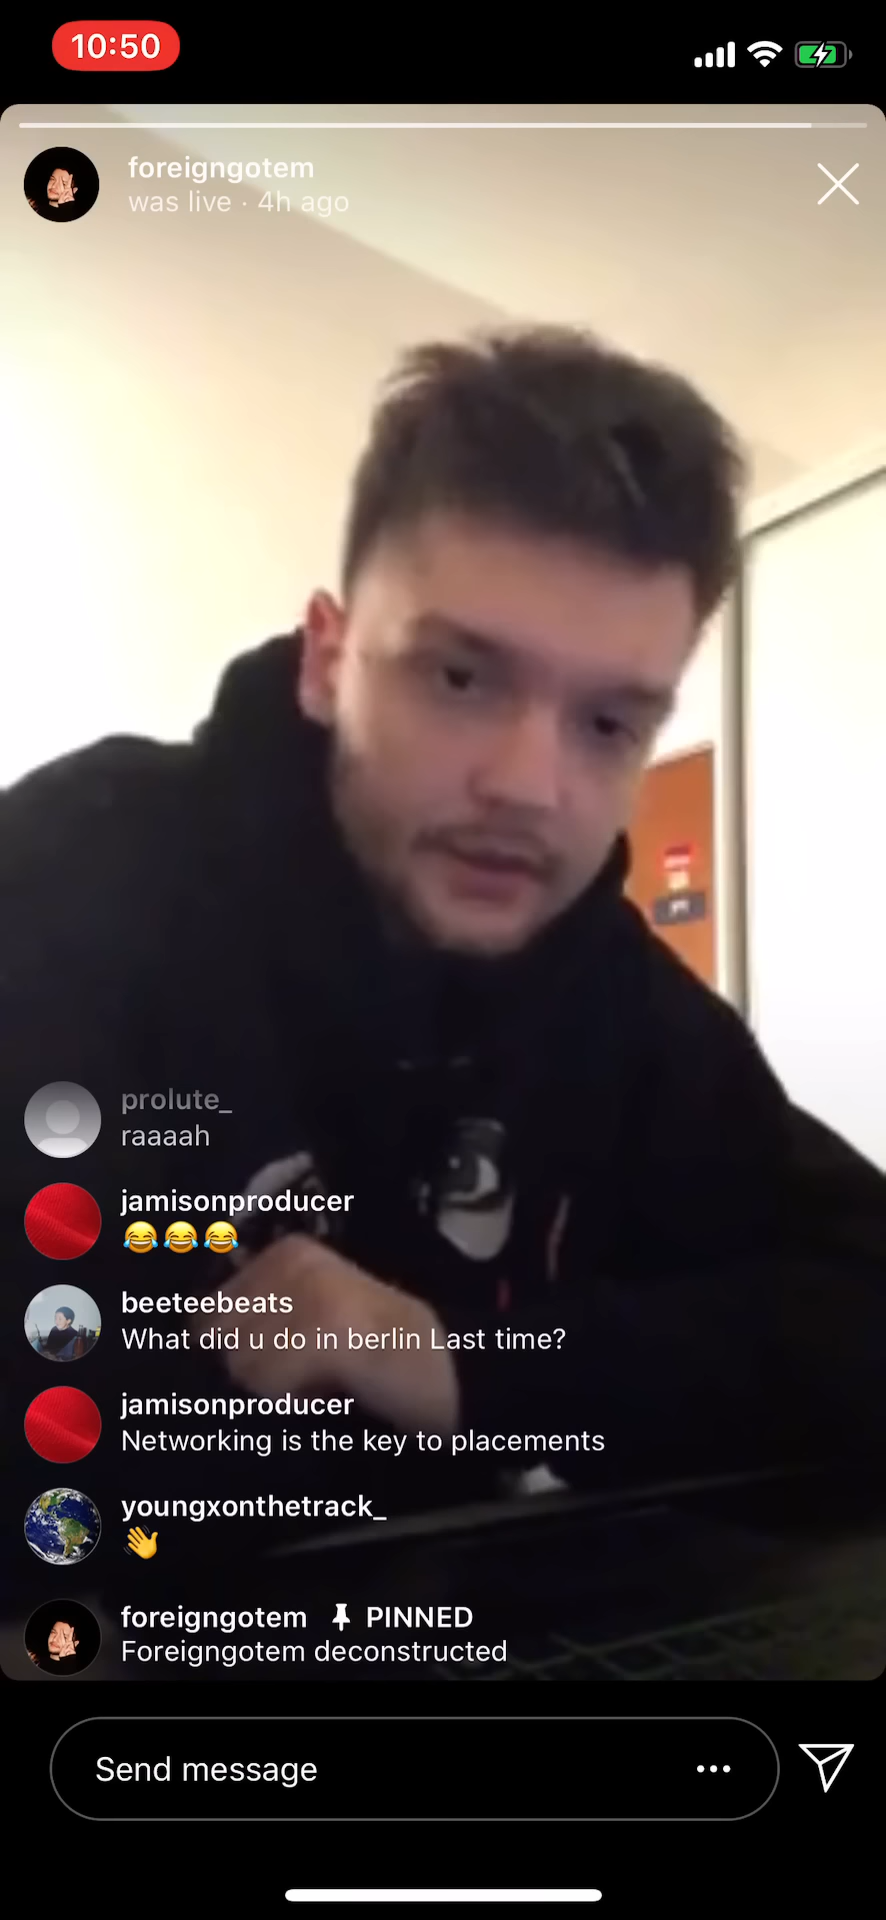 10:50
foreigngotem
was live · 4h ago
prolute_
raaaah
jamisonproducer
😂😂😂
beeteebeats
What did u do in berlin Last time?
jamisonproducer
Networking is the key to placements
youngxonthetrack_
👋
foreigngotem PINNED
Foreigngotem deconstructed
Send message